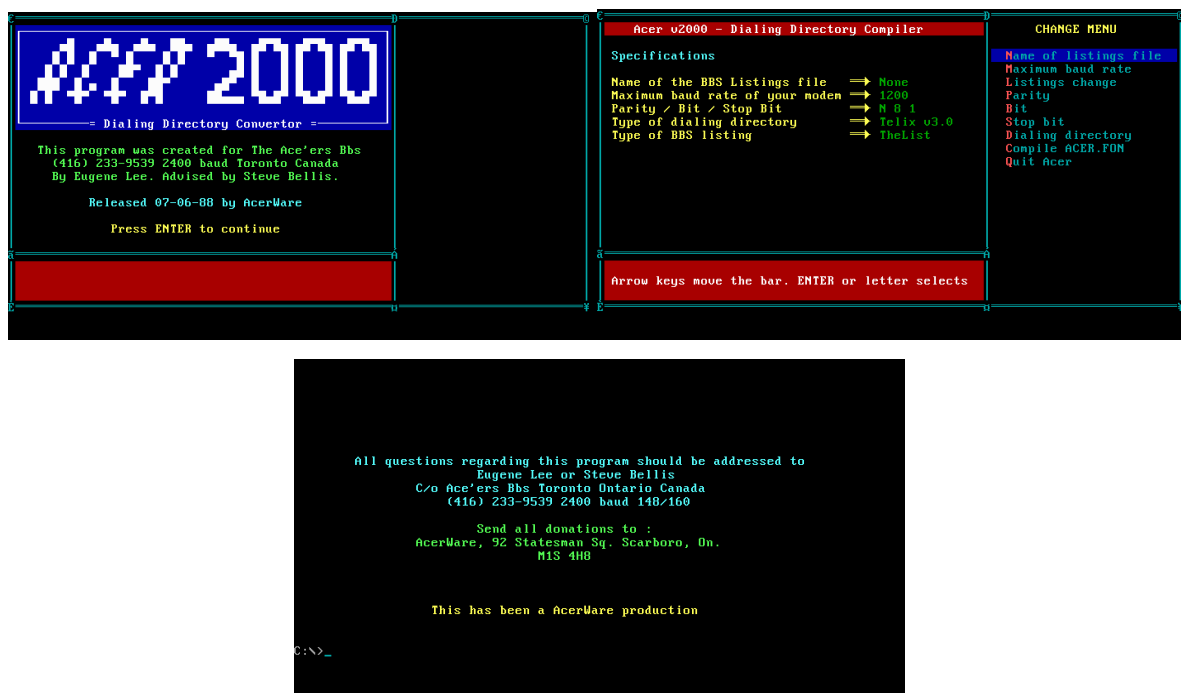 ACER 2000
= Dialing Directory Convertor =
This program was created for The Ace'ers Bbs
(416) 233-9539 2400 baud Toronto Canada
By Eugene Lee. Advised by Steve Bellis.
Released 07-06-88 by AcerWare
Press ENTER to continue
Acer v2000 - Dialing Directory Compiler
Specifications
Name of the BBS Listings file ⟹ None
Maximum baud rate of your modem ⟹ 1200
Parity / Bit / Stop Bit ⟹ N 8 1
Type of dialing directory ⟹ Telix v3.0
Type of BBS listing ⟹ TheList
Arrow keys move the bar. ENTER or letter selects
CHANGE MENU
Name of listings file
Maximum baud rate
Listings change
Parity
Bit
Stop bit
Dialing directory
Compile ACER.FON
Quit Acer
All questions regarding this program should be addressed to
Eugene Lee or Steve Bellis
C/o Ace'ers Bbs Toronto Ontario Canada
(416) 233-9539 2400 baud 148/160
Send all donations to :
AcerWare, 92 Statesman Sq. Scarboro, On.
M1S 4H8
This has been a AcerWare production
C:\>_